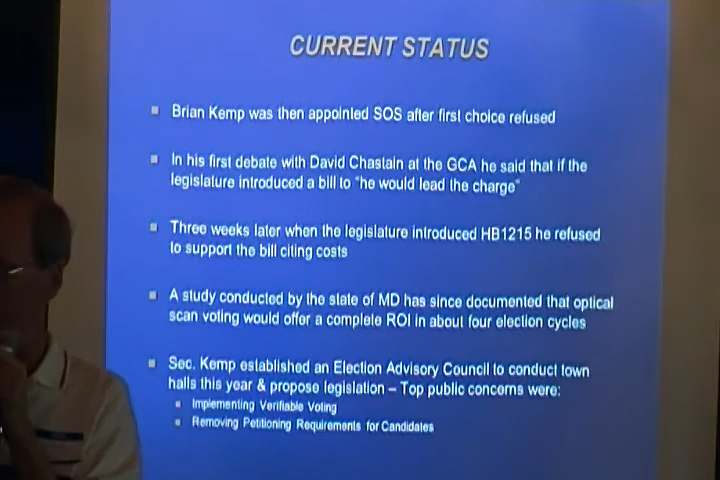 CURRENT STATUS
Brian Kemp was then appointed SOS after first choice refused
In his first debate with David Chastain at the GCA he said that if the
legislature introduced a bill to "he would lead the charge"
Three weeks later when the legislature introduced HB1215 he refused
to support the bill citing costs
A study conducted by the state of MD has since documented that optical
scan voting would offer a complete ROI in about four election cycles
Sec. Kemp established an Election Advisory Council to conduct town
halls this year & propose legislation – Top public concerns were:
Implementing Verifiable Voting
Removing Petitioning Requirements for Candidates